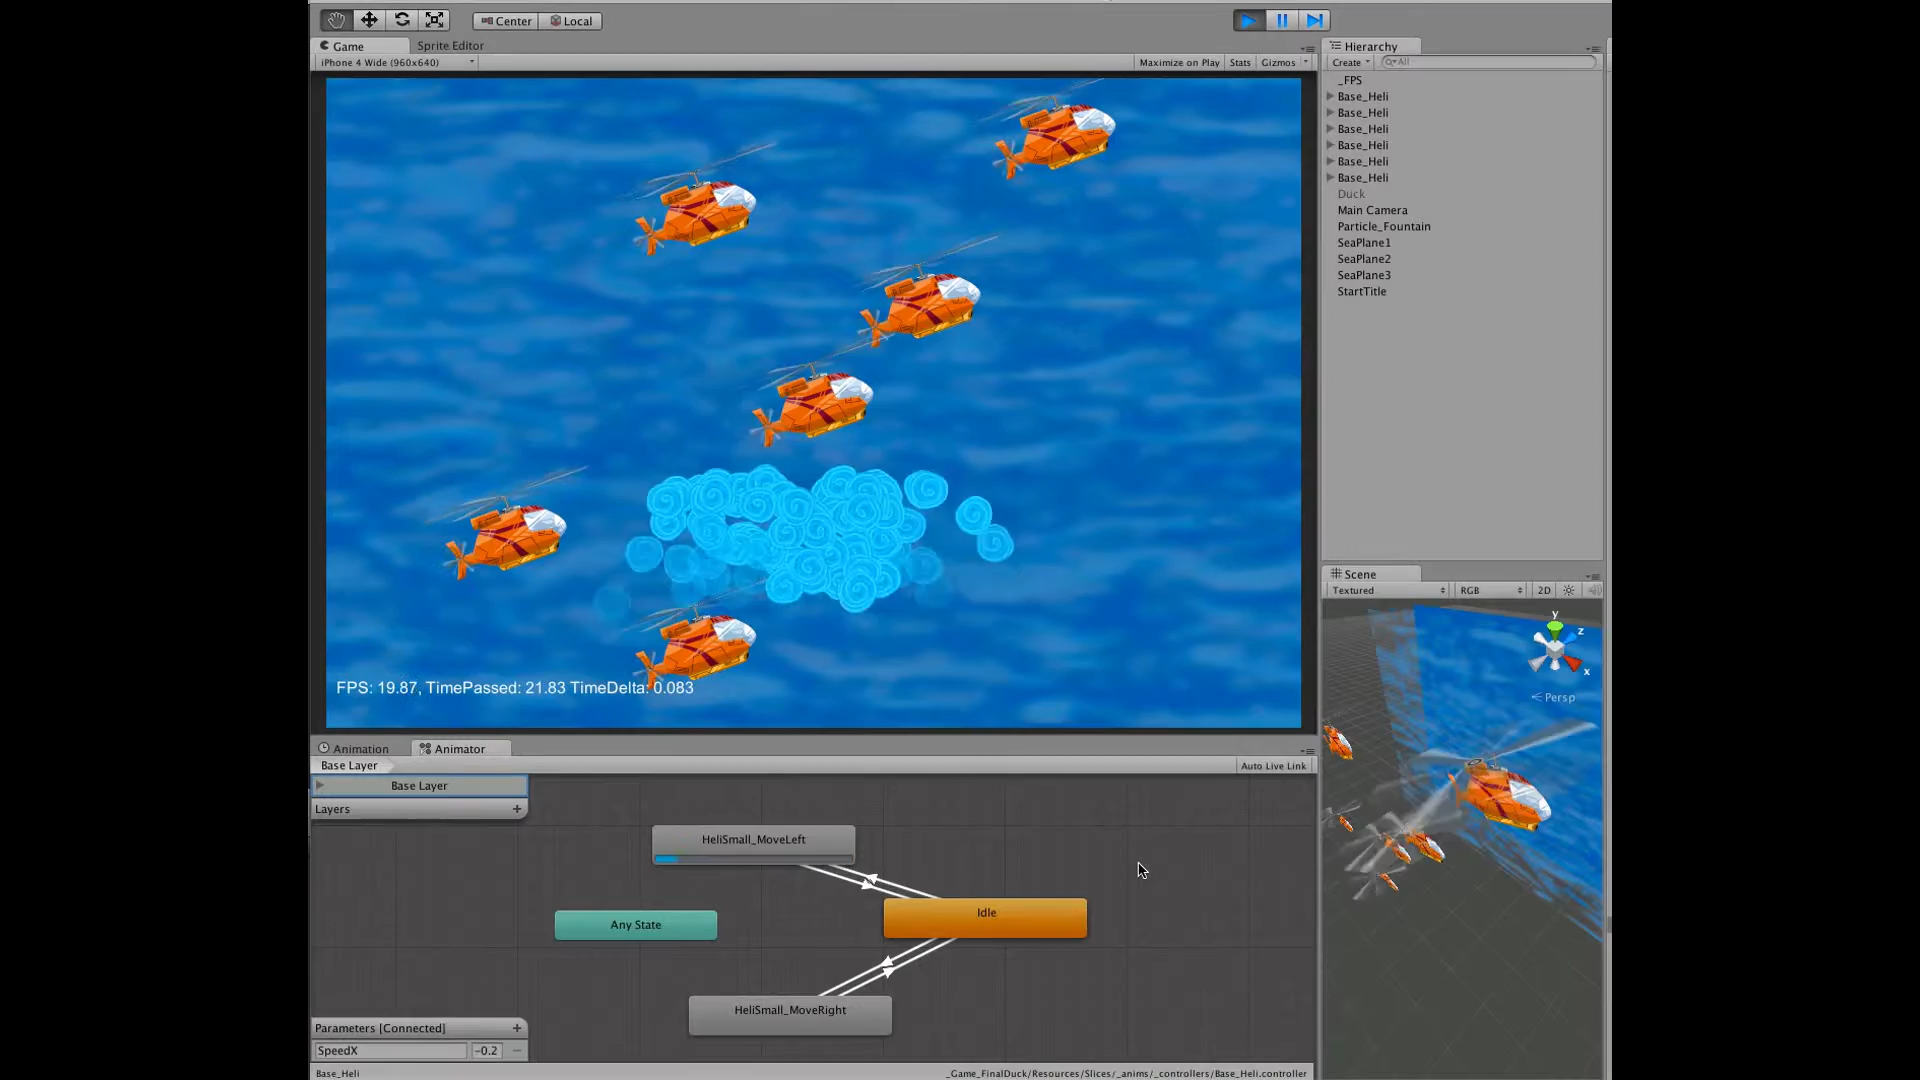 Center
Local
Game
Sprite Editor
iPhone 4 Wide (960x640)
Maximize on Play
Stats
Gizmos
Hierarchy
Create
All
_FPS
Base_Heli
Base_Heli
Base_Heli
Base_Heli
Base_Heli
Base_Heli
Duck
Main Camera
Particle_Fountain
SeaPlane1
SeaPlane2
SeaPlane3
StartTitle
FPS: 19.87, TimePassed: 21.83 TimeDelta: 0.083
Scene
Textured
RGB
2D
y
z
x
Persp
Animation
Animator
Base Layer
Auto Live Link
Base Layer
Layers
HeliSmall_MoveLeft
Any State
Idle
HeliSmall_MoveRight
Parameters [Connected]
SpeedX
-0.2
Base_Heli
_Game_FinalDuck/Resources/Slices/_anims/_controllers/Base_Heli.controller